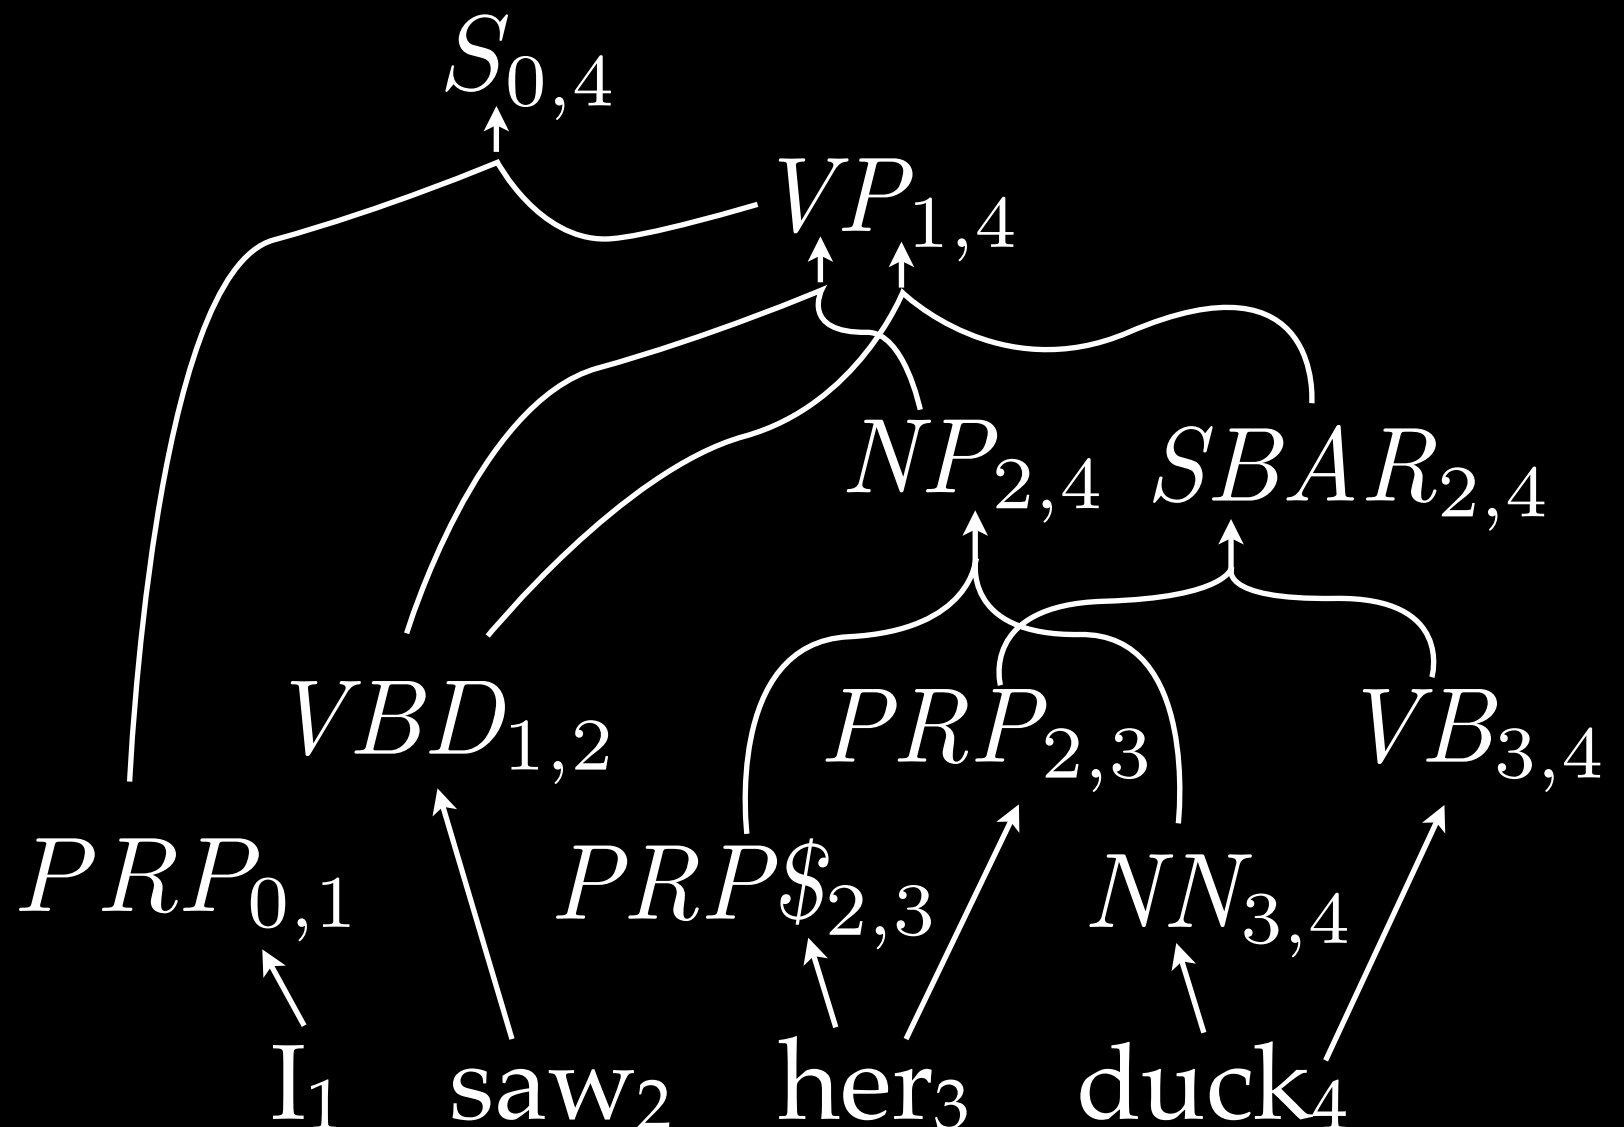 S0,4
VP1,4
NP2,4 SBAR2,4
VBD1,2 PRP2,3 VB3,4
PRP0,1 PRP$2,3 NN3,4
I1 saw2 her3 duck4